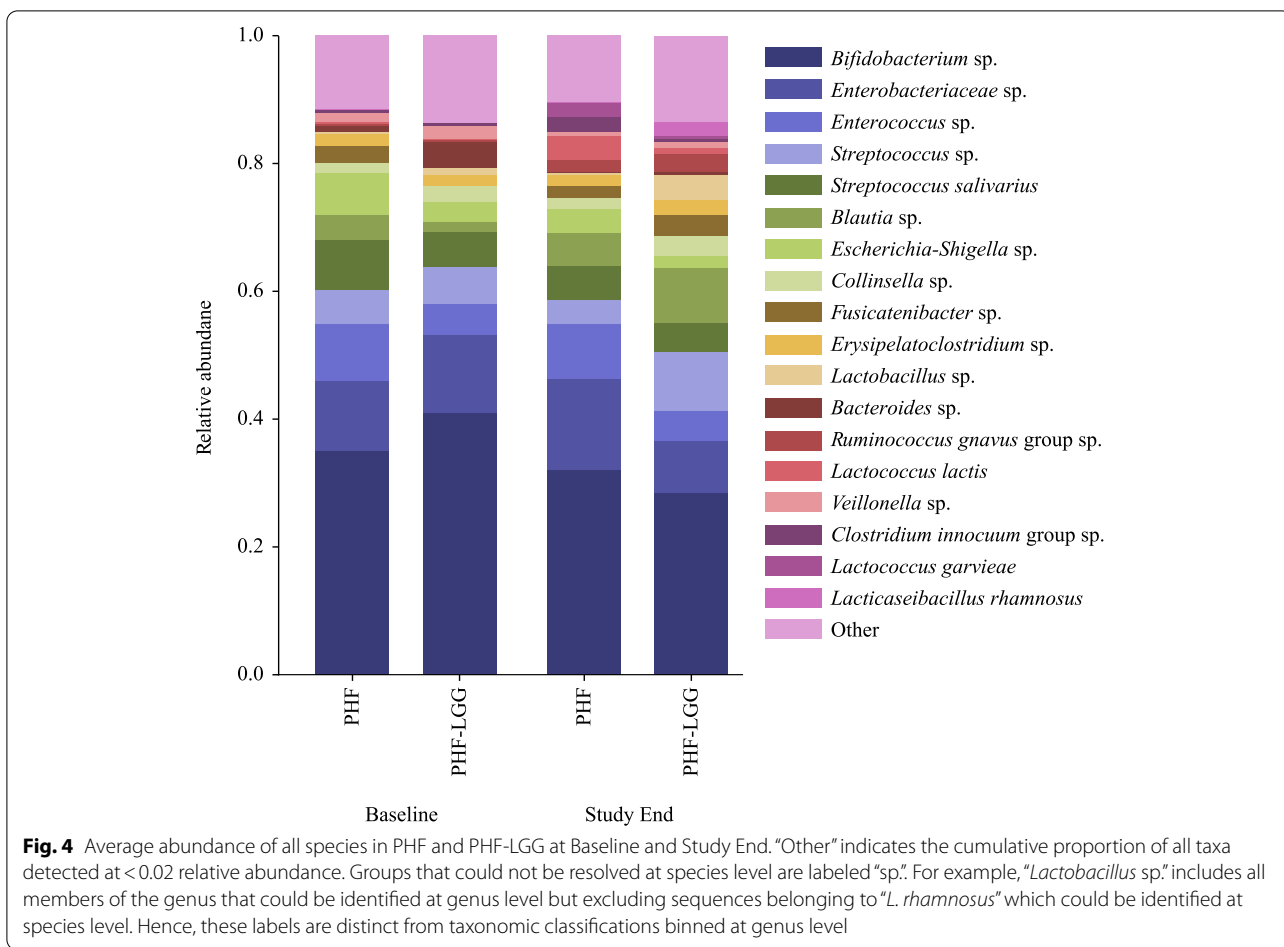 1.0
0.8
0.6
0.4
0.2
0.0
Relative abundane
PHF
PHF-LGG
PHF
PHF-LGG
Baseline
Study End
Bifidobacterium sp.
Enterobacteriaceae sp.
Enterococcus sp.
Streptococcus sp.
Streptococcus salivarius
Blautia sp.
Escherichia-Shigella sp.
Collinsella sp.
Fusicatenibacter sp.
Erysipelatoclostridium sp.
Lactobacillus sp.
Bacteroides sp.
Ruminococcus gnavus group sp.
Lactococcus lactis
Veillonella sp.
Clostridium innocuum group sp.
Lactococcus garvieae
Lacticaseibacillus rhamnosus
Other
Fig. 4 Average abundance of all species in PHF and PHF-LGG at Baseline and Study End. “Other” indicates the cumulative proportion of all taxa
detected at < 0.02 relative abundance. Groups that could not be resolved at species level are labeled “sp.”. For example, “Lactobacillus sp.” includes all
members of the genus that could be identified at genus level but excluding sequences belonging to “L. rhamnosus” which could be identified at
species level. Hence, these labels are distinct from taxonomic classifications binned at genus level